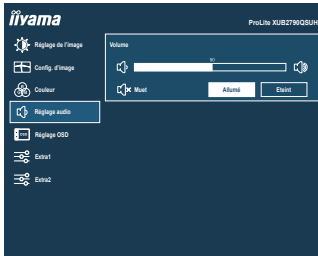 iiyama
ProLite XUB2790QSUH
Réglage de l'image
Volume
50
Config. d'image
Couleur
Muet
Allumé
Eteint
Réglage audio
OSD
Réglage OSD
Extra1
Extra2